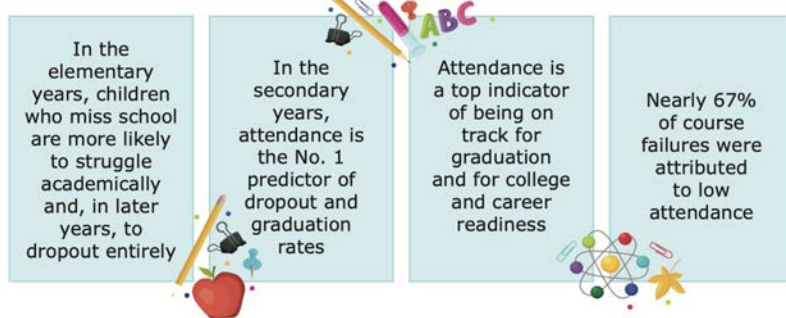 ABC
In the
elementary
years, children
who miss school
are more likely
to struggle
academically
and, in later
years, to
dropout entirely
In the
secondary
years,
attendance is
the No. 1
predictor of
dropout and
graduation
rates
Attendance is
a top indicator
of being on
track for
graduation
and for college
and career
readiness
Nearly 67%
of course
failures were
attributed
to low
attendance